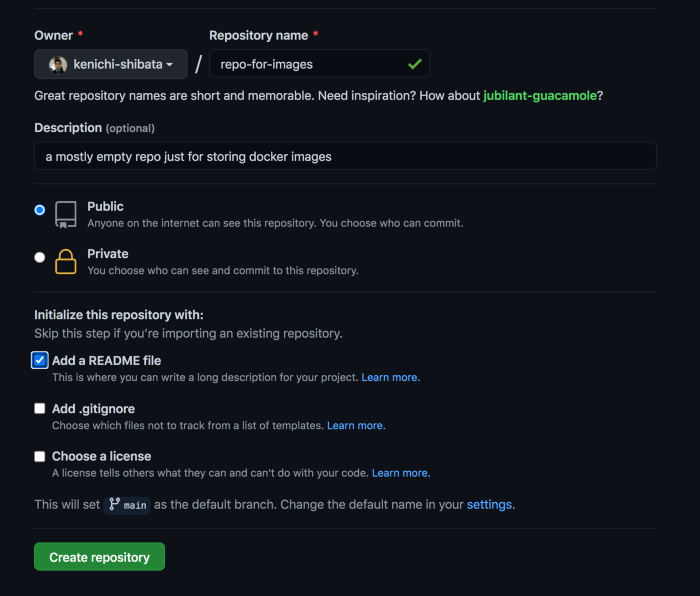 Owner *
Repository name *
kenichi-shibata
/
repo-for-images
Great repository names are short and memorable. Need inspiration? How about jubilant-guacamole?
Description (optional)
a mostly empty repo just for storing docker images
Public
Anyone on the internet can see this repository. You choose who can commit.
Private
You choose who can see and commit to this repository.
Initialize this repository with:
Skip this step if you’re importing an existing repository.
Add a README file
This is where you can write a long description for your project. Learn more.
Add .gitignore
Choose which files not to track from a list of templates. Learn more.
Choose a license
A license tells others what they can and can't do with your code. Learn more.
This will set main as the default branch. Change the default name in your settings.
Create repository